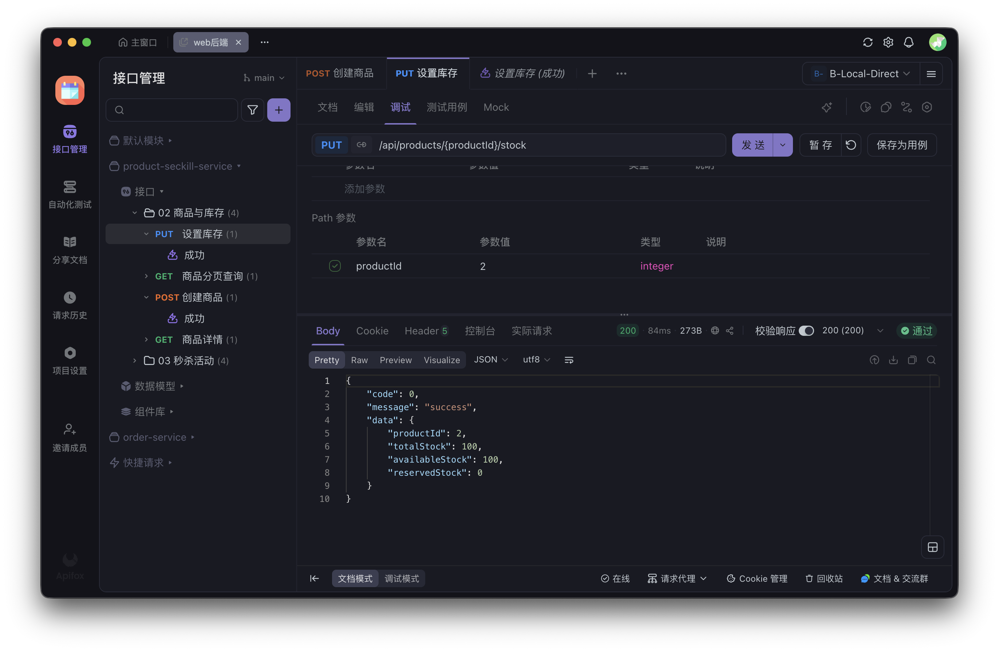 主窗口
web后端
接口管理
main
POST 创建商品
PUT 设置库存
设置库存 (成功)
B-
B-Local-Direct
接口管理
自动化测试
分享文档
请求历史
项目设置
邀请成员
Apifox
默认模块
product-seckill-service
接口
02 商品与库存 (4)
PUT 设置库存 (1)
成功
GET 商品分页查询 (1)
POST 创建商品 (1)
成功
GET 商品详情 (1)
03 秒杀活动 (4)
数据模型
组件库
order-service
快捷请求
文档 编辑 调试 测试用例 Mock
PUT /api/products/{productId}/stock
发 送
暂 存
保存为用例
参数名 参数值 类型 说明
添加参数
Path 参数
参数名 参数值 类型 说明
productId 2 integer
Body Cookie Header 5 控制台 实际请求
200 84ms 273B 校验响应 200 (200) 通过
Pretty Raw Preview Visualize JSON utf8
1 {
2 "code": 0,
3 "message": "success",
4 "data": {
5 "productId": 2,
6 "totalStock": 100,
7 "availableStock": 100,
8 "reservedStock": 0
9 }
10 }
文档模式 调试模式
在线 请求代理 Cookie 管理 回收站 文档 & 交流群